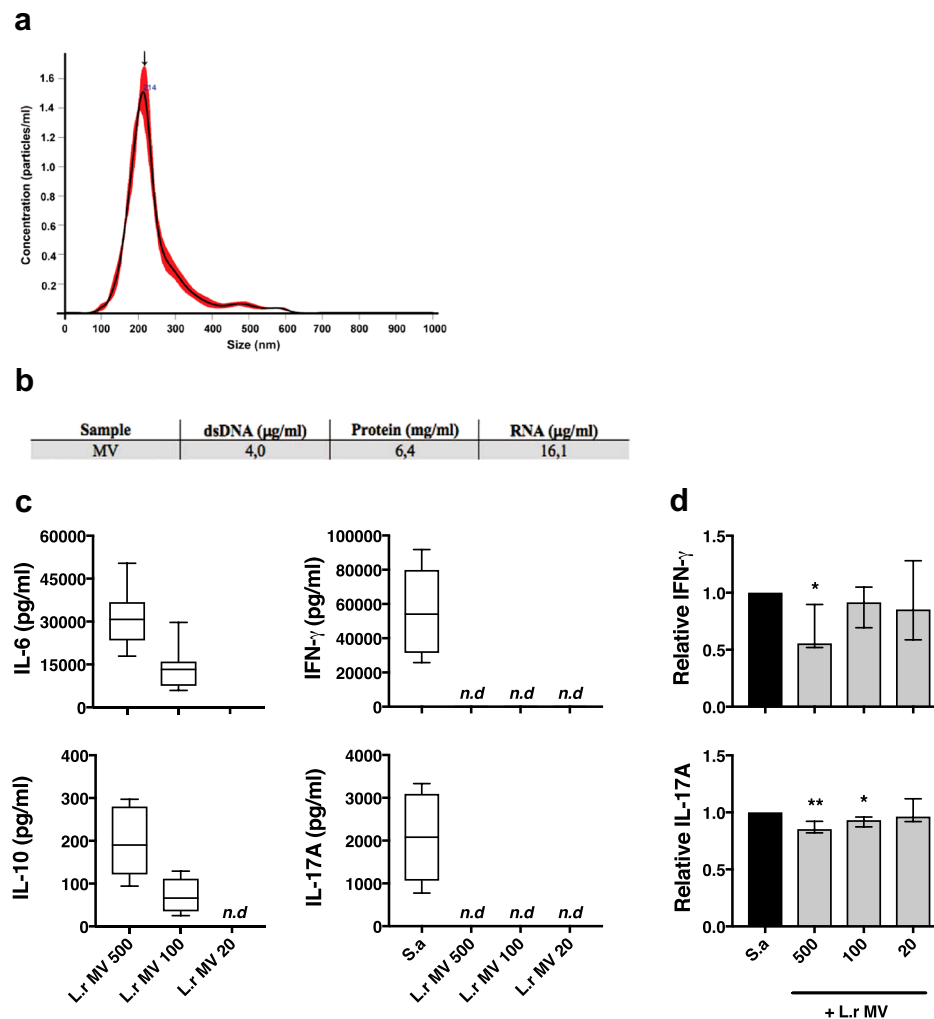 a
Concentration (particles/ml)
1.6
1.4
1.2
1.0
0.8
0.6
0.4
0.2
0 100 200 300 400 500 600 700 800 900 1000
Size (nm)
b
Sample dsDNA (µg/ml) Protein (mg/ml) RNA (µg/ml)
MV 4,0 6,4 16,1
c
IL-6 (pg/ml)
60000
45000
30000
15000
0
IFN-γ (pg/ml)
100000
80000
60000
40000
20000
0
n.d n.d n.d
IL-10 (pg/ml)
400
300
200
100
0
n.d
L.r MV 500 L.r MV 100 L.r MV 20
IL-17A (pg/ml)
4000
3000
2000
1000
0
n.d n.d n.d
S.a L.r MV 500 L.r MV 100 L.r MV 20
d
Relative IFN-γ
1.5
1.0
0.5
0.0
*
Relative IL-17A
1.5
1.0
0.5
0.0
** *
S.a 500 100 20
+ L.r MV